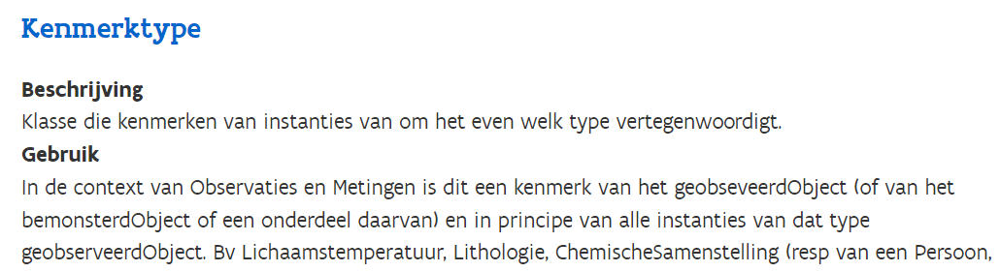 Kenmerktype
Beschrijving
Klasse die kenmerken van instanties van om het even welk type vertegenwoordigt.
Gebruik
In de context van Observaties en Metingen is dit een kenmerk van het geobseveerdObject (of van het
bemonsterdObject of een onderdeel daarvan) en in principe van alle instanties van dat type
geobserveerdObject. Bv Lichaamstemperatuur, Lithologie, ChemischeSamenstelling (resp van een Persoon,